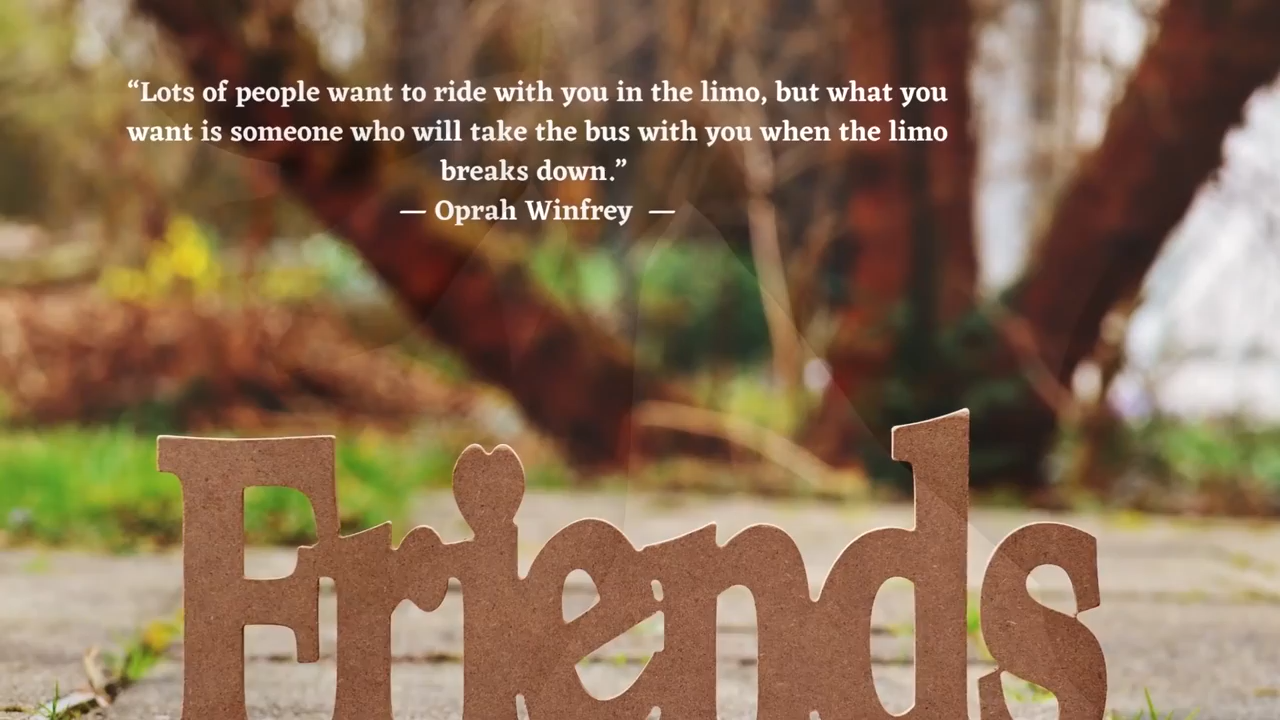 “Lots of people want to ride with you in the limo, but what you
want is someone who will take the bus with you when the limo
breaks down.”
— Oprah Winfrey —
Friends